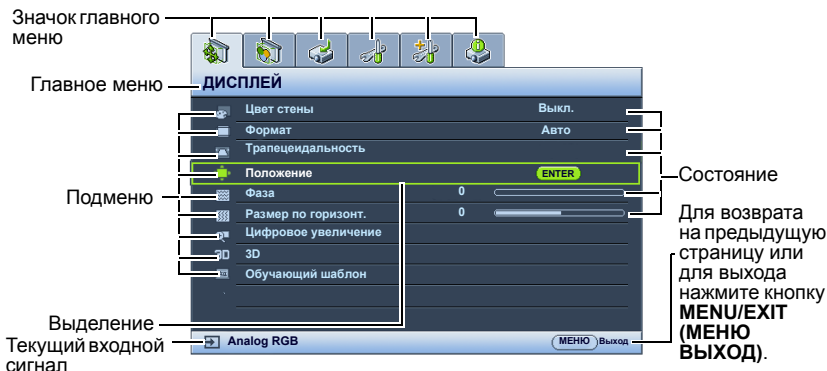 Значок главного
меню
Главное меню
ДИСПЛЕЙ
Цвет стены Выкл.
Формат Авто
Трапецеидальность
Положение ENTER
Фаза 0
Размер по горизонт. 0
Цифровое увеличение
3D 3D
Обучающий шаблон
Подменю
Состояние
Для возврата
на предыдущую
страницу или
для выхода
нажмите кнопку
MENU/EXIT
(МЕНЮ
ВЫХОД).
Выделение
Текущий входной
сигнал
Analog RGB МЕНЮ Выход